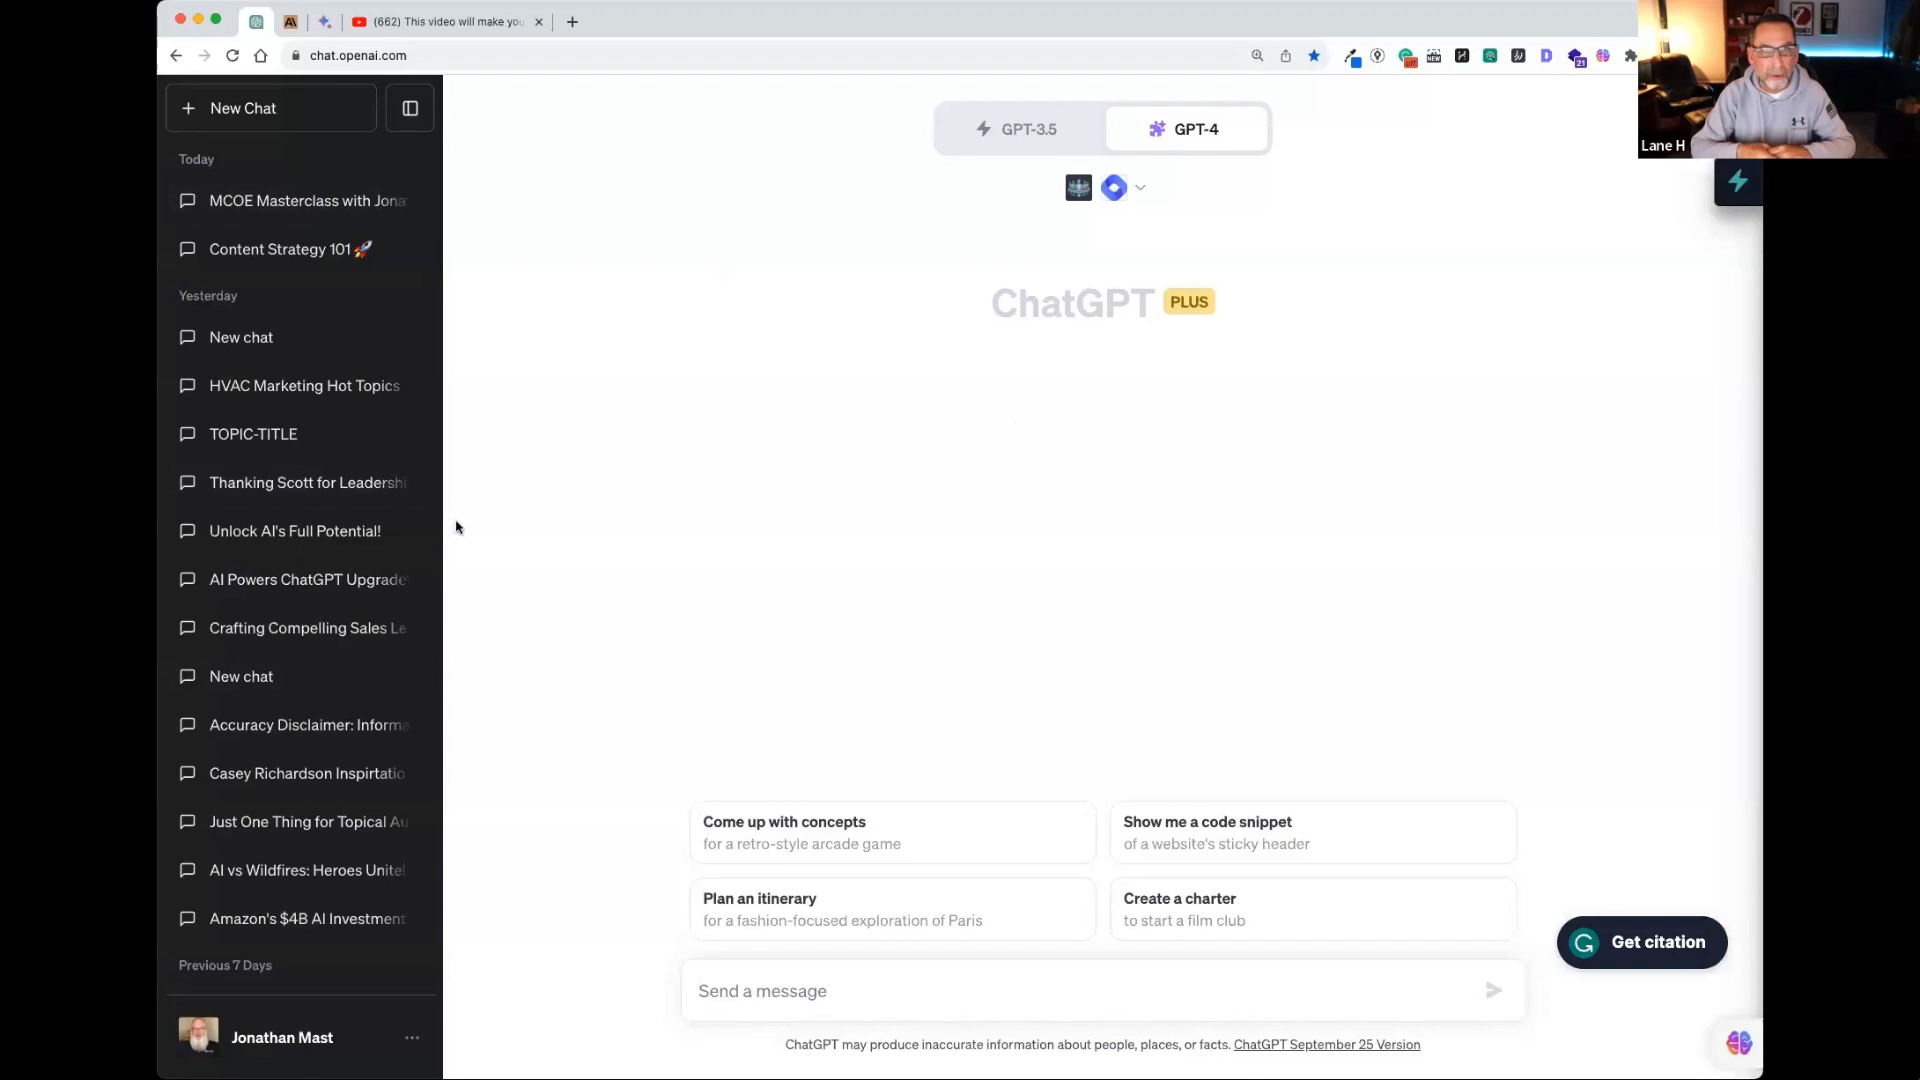 (662) This video will make you
chat.openai.com
off
NEW
21
Lane H
New Chat
Today
MCOE Masterclass with Jona
Content Strategy 101 🚀
Yesterday
New chat
HVAC Marketing Hot Topics
TOPIC-TITLE
Thanking Scott for Leadershi
Unlock AI's Full Potential!
AI Powers ChatGPT Upgrade
Crafting Compelling Sales Le
New chat
Accuracy Disclaimer: Informa
Casey Richardson Inspirtatio
Just One Thing for Topical Au
AI vs Wildfires: Heroes Unite!
Amazon's $4B AI Investment
Previous 7 Days
Jonathan Mast
GPT-3.5
GPT-4
ChatGPT PLUS
Come up with concepts
for a retro-style arcade game
Show me a code snippet
of a website's sticky header
Plan an itinerary
for a fashion-focused exploration of Paris
Create a charter
to start a film club
Get citation
Send a message
ChatGPT may produce inaccurate information about people, places, or facts. ChatGPT September 25 Version